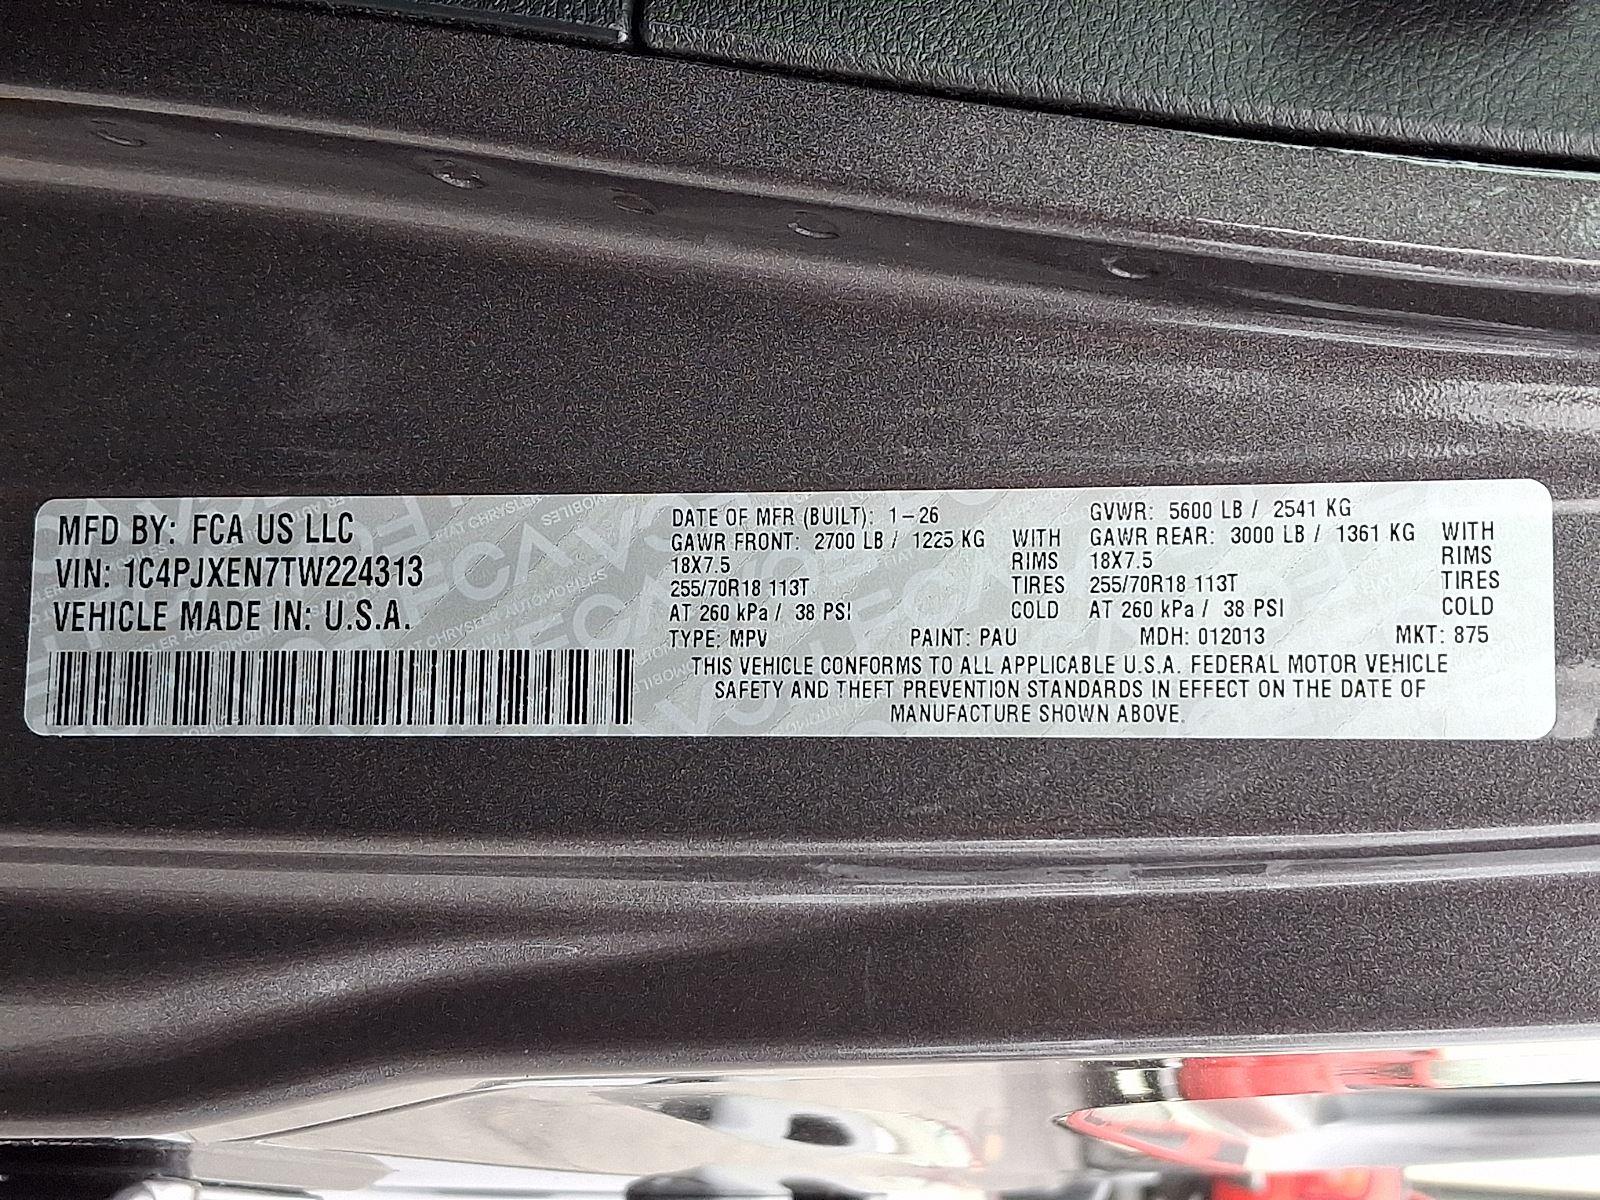 MFD BY: FCA US LLC
VIN: 1C4PJXEN7TW224313
VEHICLE MADE IN: U.S.A.
DATE OF MFR (BUILT): 1-26 GVWR: 5600 LB / 2541 KG
GAWR FRONT: 2700 LB / 1225 KG WITH GAWR REAR: 3000 LB / 1361 KG WITH
18X7.5 RIMS 18X7.5 RIMS
255/70R18 113T TIRES 255/70R18 113T TIRES
AT 260 kPa / 38 PSI COLD AT 260 kPa / 38 PSI COLD
TYPE: MPV PAINT: PAU MDH: 012013 MKT: 875
THIS VEHICLE CONFORMS TO ALL APPLICABLE U.S.A. FEDERAL MOTOR VEHICLE
SAFETY AND THEFT PREVENTION STANDARDS IN EFFECT ON THE DATE OF
MANUFACTURE SHOWN ABOVE.